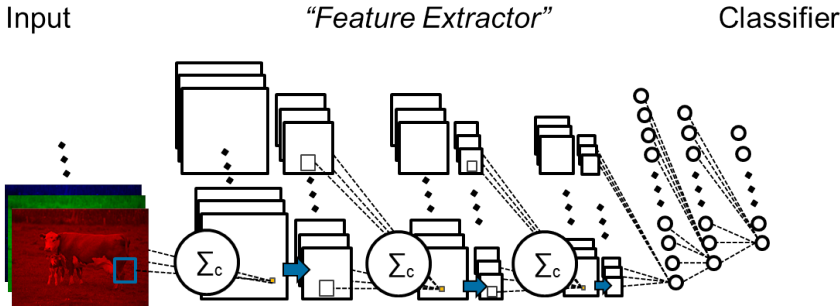 Input
“Feature Extractor”
Classifier
Σc
Σc
Σc